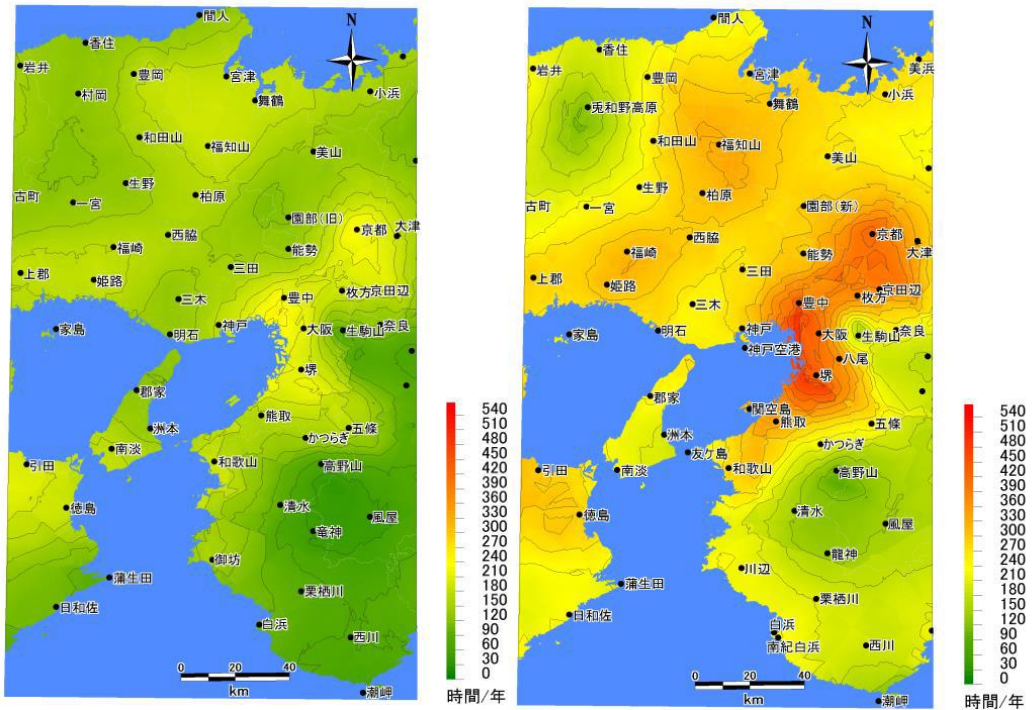 間人
N
香住
岩井
豊岡
宮津
村岡
舞鶴
小浜
和田山
福知山
美山
生野
古町
一宮
柏原
園部(旧)
京都
大津
西脇
福崎
能勢
上郡
姫路
三田
三木
豊中
枚方
京田辺
家島
明石
神戸
大阪
生駒山
奈良
堺
郡家
熊取
洲本
五條
かつらぎ
南淡
引田
和歌山
高野山
徳島
清水
風屋
竜神
御坊
蒲生田
栗栖川
日和佐
白浜
西川
潮岬
0 20 40
km
540
510
480
450
420
390
360
330
300
270
240
210
180
150
120
90
60
30
0
時間/年
間人
N
香住
岩井
豊岡
宮津
美浜
舞鶴
小浜
兎和野高原
和田山
福知山
美山
生野
柏原
古町
一宮
園部(新)
京都
大津
西脇
福崎
能勢
上郡
姫路
三田
三木
豊中
枚方
京田辺
家島
明石
神戸
神戸空港
大阪
生駒山
奈良
八尾
堺
郡家
関空島
熊取
洲本
五條
友ケ島
かつらぎ
南淡
引田
和歌山
高野山
徳島
清水
風屋
龍神
川辺
蒲生田
栗栖川
日和佐
白浜
南紀白浜
西川
潮岬
0 20 40
km
540
510
480
450
420
390
360
330
300
270
240
210
180
150
120
90
60
30
0
時間/年